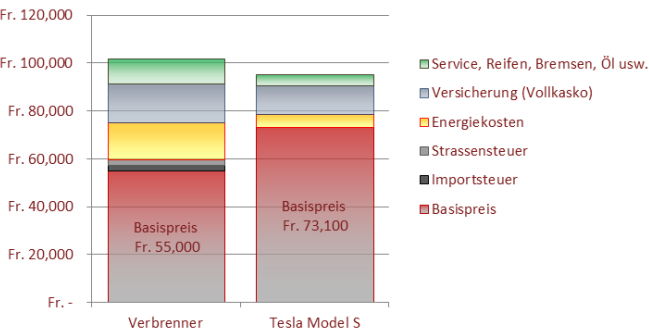 Fr. 120,000
Fr. 100,000
Fr. 80,000
Fr. 60,000
Fr. 40,000
Fr. 20,000
Fr. -
Basispreis
Fr. 55,000
Basispreis
Fr. 73,100
Verbrenner
Tesla Model S
Service, Reifen, Bremsen, Öl usw.
Versicherung (Vollkasko)
Energiekosten
Strassensteuer
Importsteuer
Basispreis